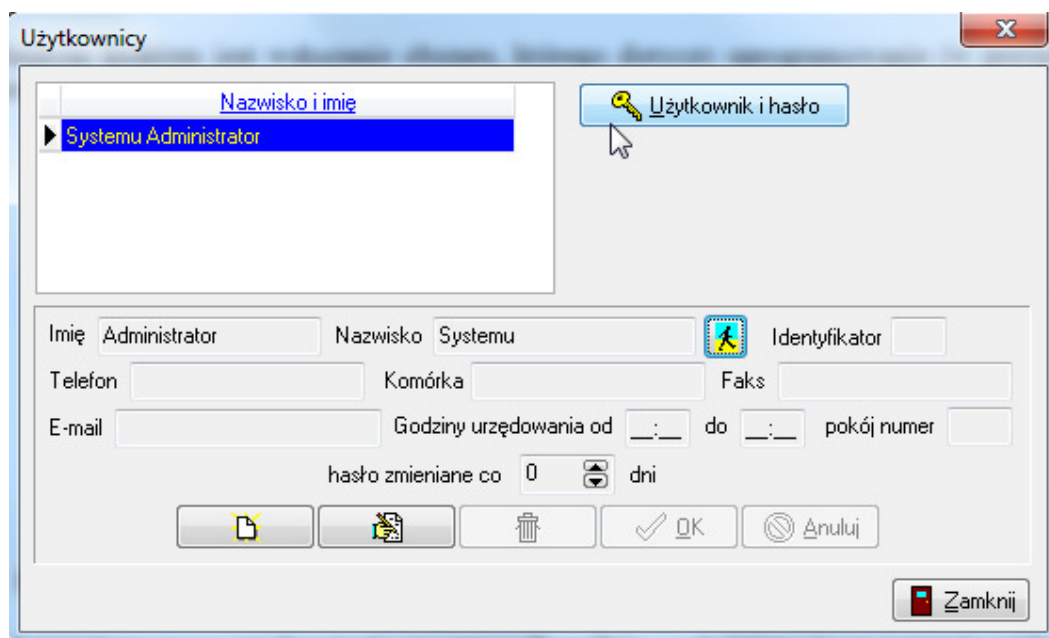 Użytkownicy
Nazwisko i imię
Użytkownik i hasło
Systemu Administrator
Imię Administrator Nazwisko Systemu Identyfikator
Telefon Komórka Faks
E-mail Godziny urzędowania od __:__ do __:__ pokój numer
hasło zmieniane co 0 dni
OK Anuluj
Zamknij